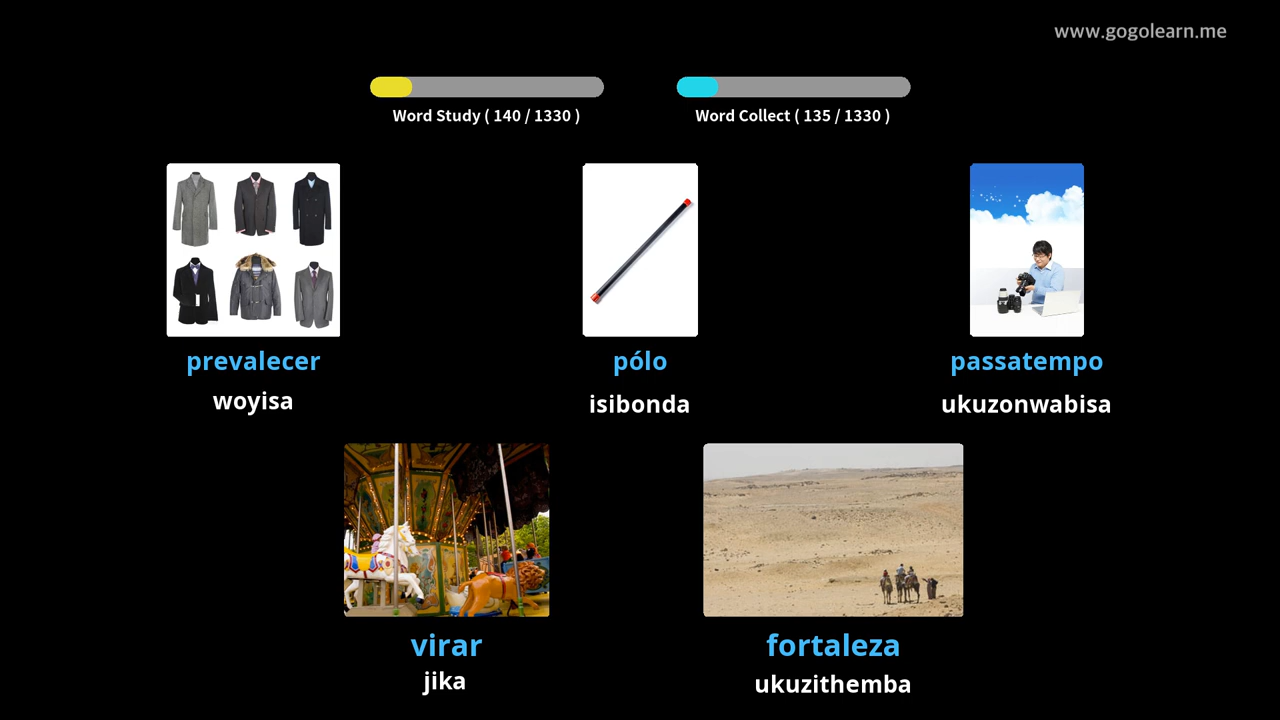 www.gogolearn.me
Word Study ( 140 / 1330 )
Word Collect ( 135 / 1330 )
prevalecer
woyisa
pólo
isibonda
passatempo
ukuzonwabisa
virar
jika
fortaleza
ukuzithemba